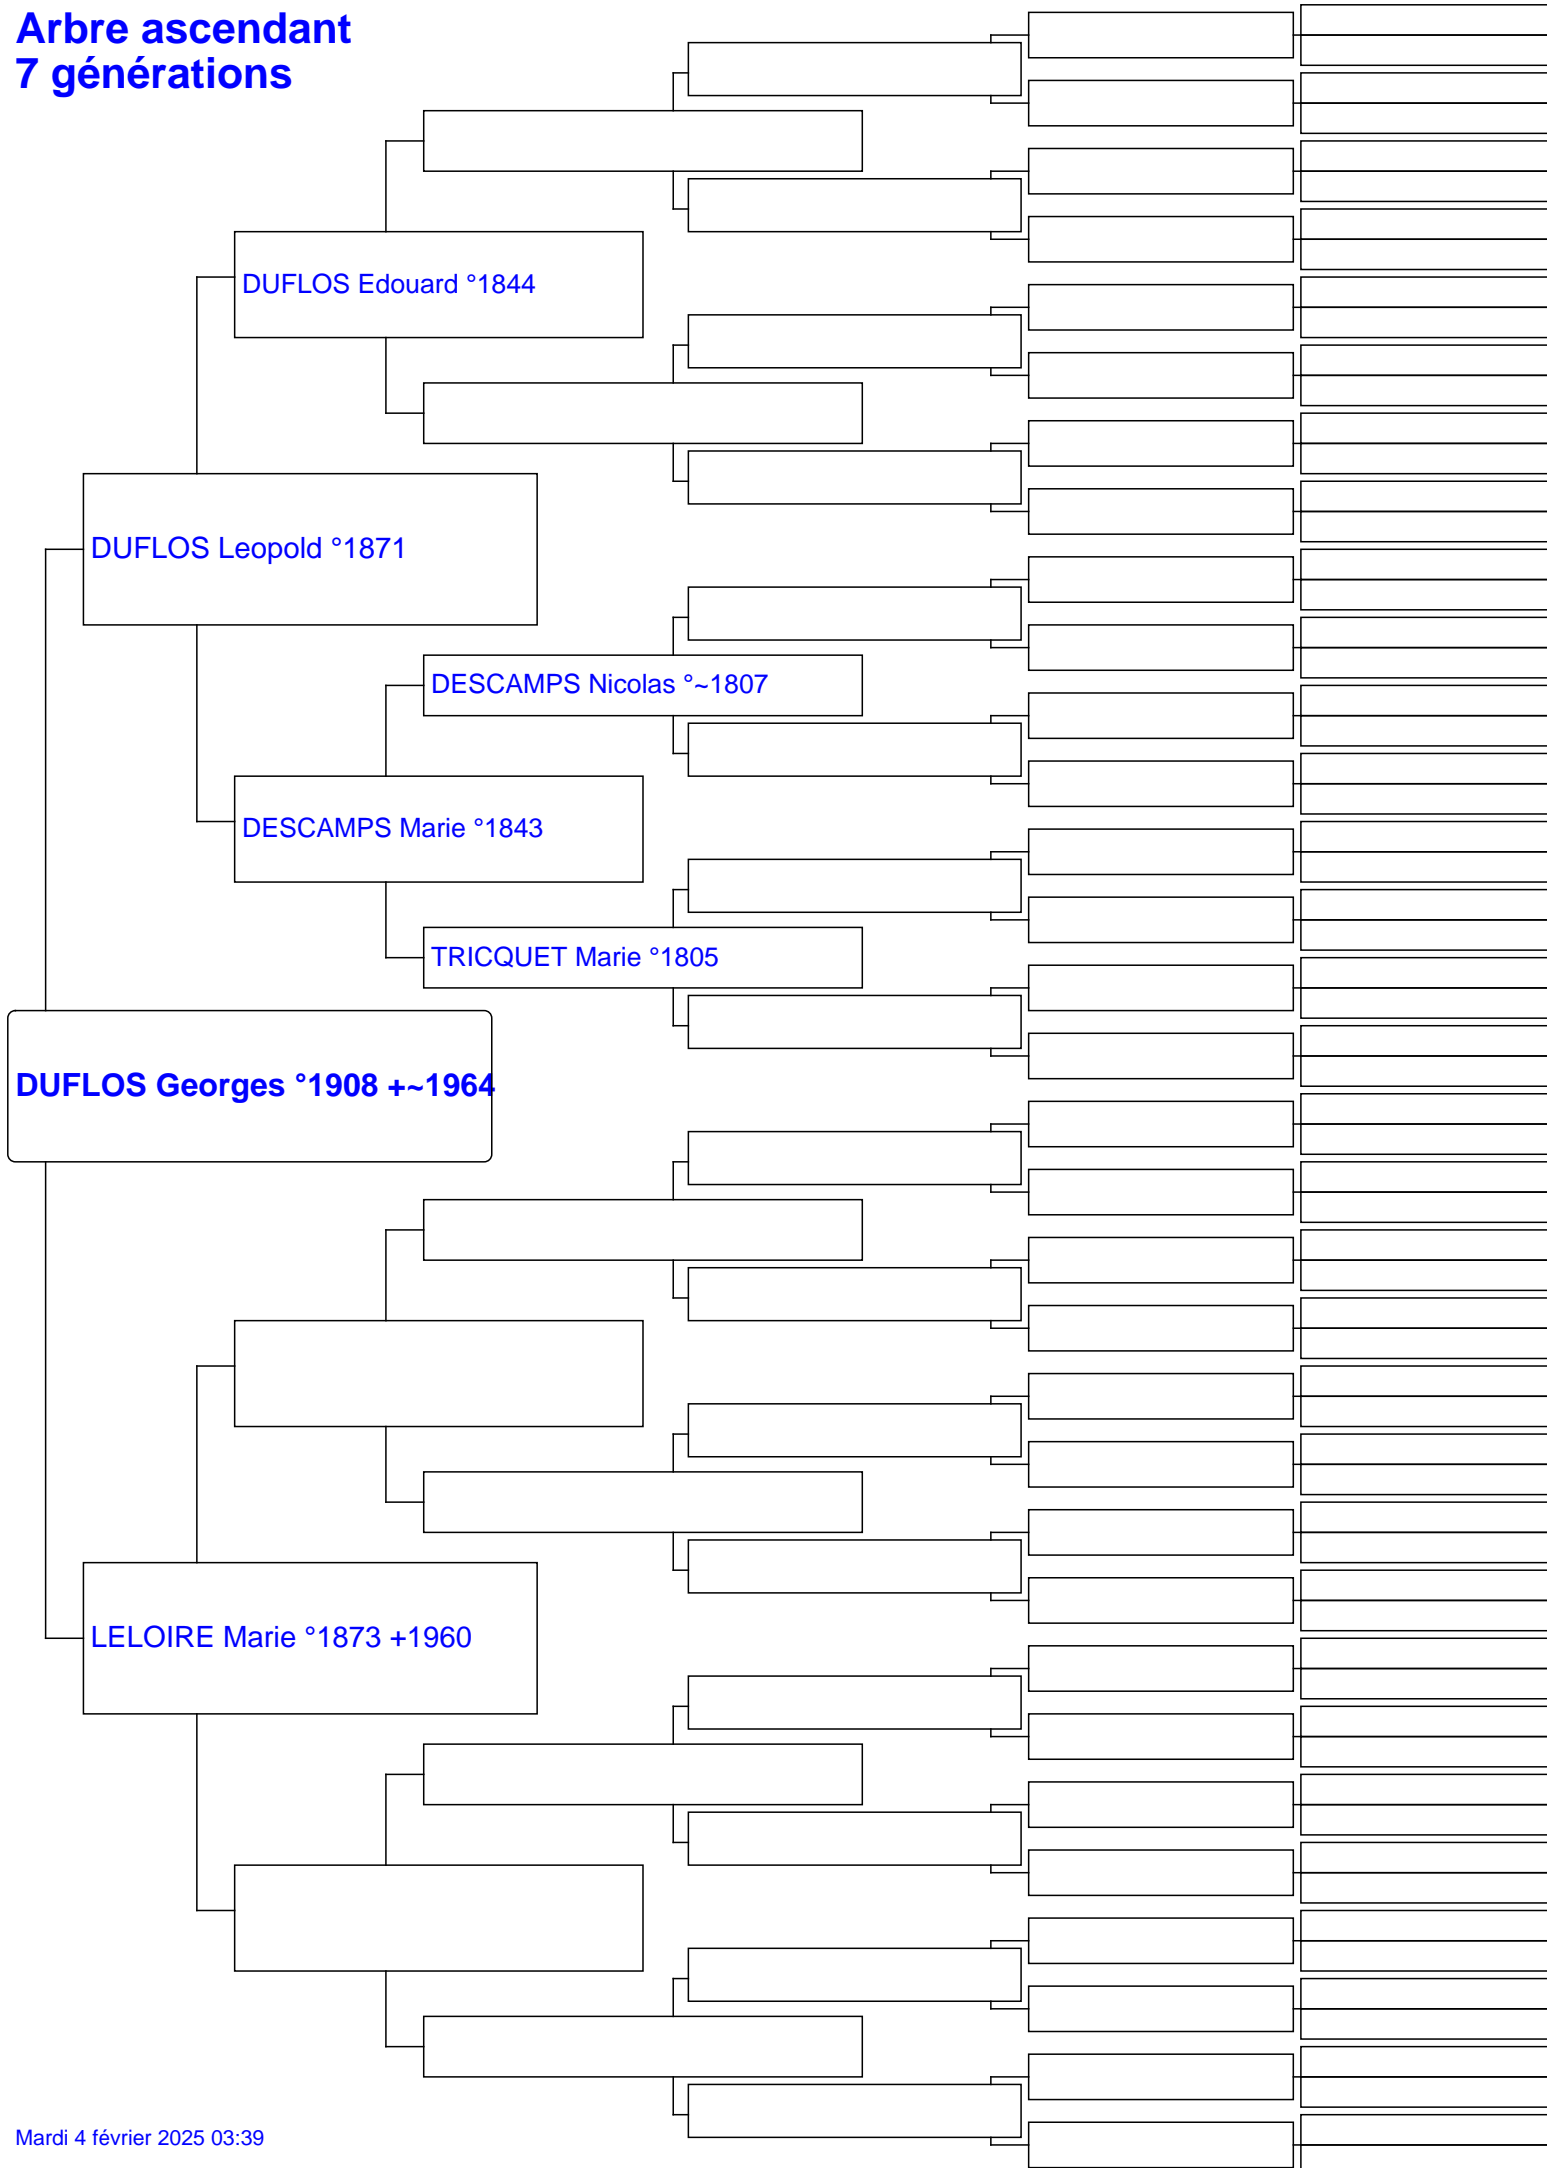 Arbre ascendant
7 générations
DUFLOS Edouard °1844
DUFLOS Leopold °1871
DESCAMPS Nicolas °~1807
DESCAMPS Marie °1843
TRICQUET Marie °1805
DUFLOS Georges °1908 +~1964
LELOIRE Marie °1873 +1960
Mardi 4 février 2025 03:39